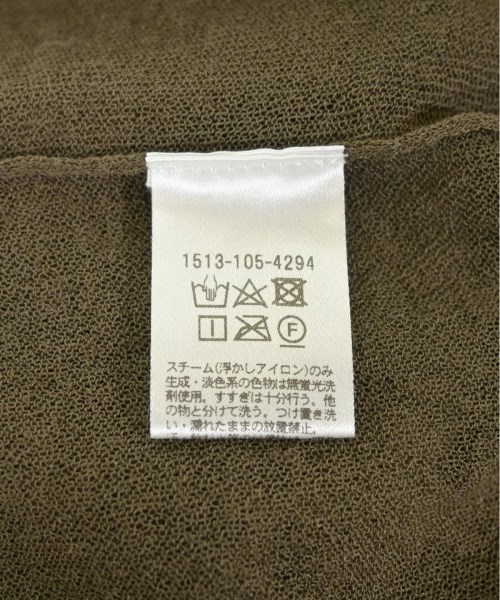 1513-105-4294
F
スチーム(浮かしアイロン)のみ
生成・淡色系の色物は無蛍光洗
剤使用。すすぎは十分行う。他
の物と分けて洗う。つけ置き洗
い・濡れたままの放置禁止。